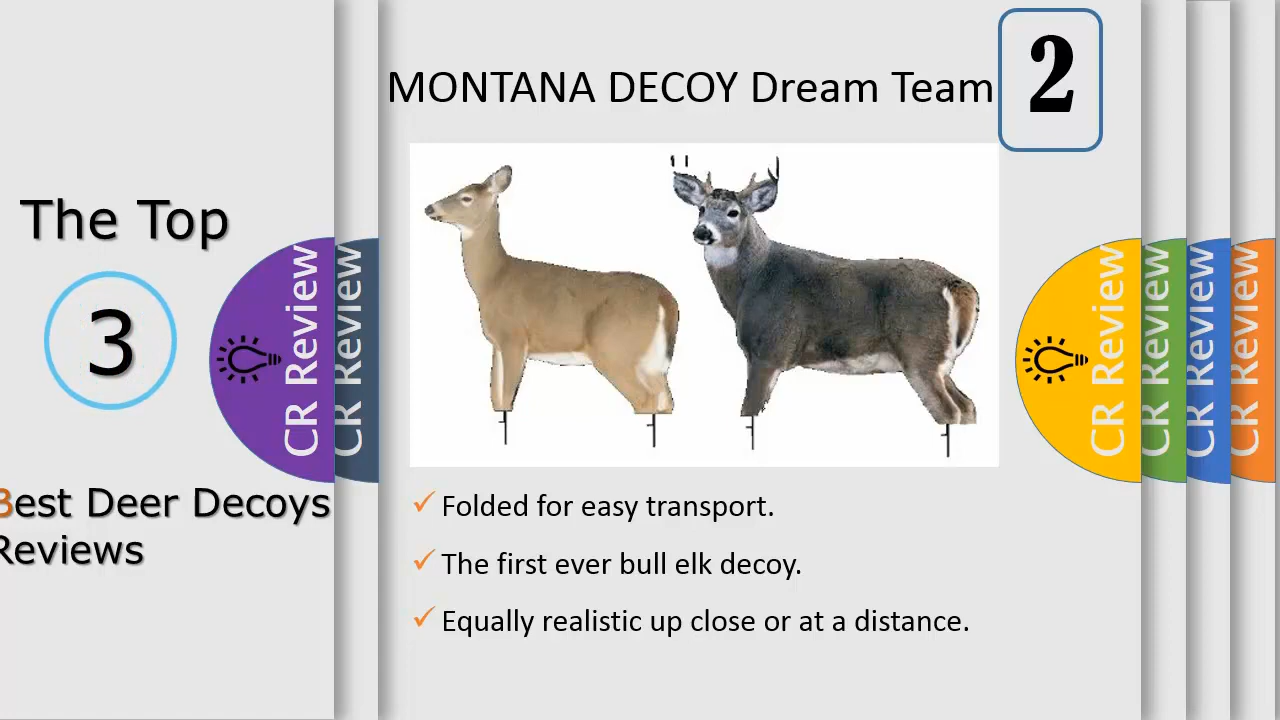 The Top
3
Best Deer Decoys
Reviews
CR Review
CR Review
MONTANA DECOY Dream Team
2
Folded for easy transport.
The first ever bull elk decoy.
Equally realistic up close or at a distance.
CR Review
CR Review
CR Review
CR Review